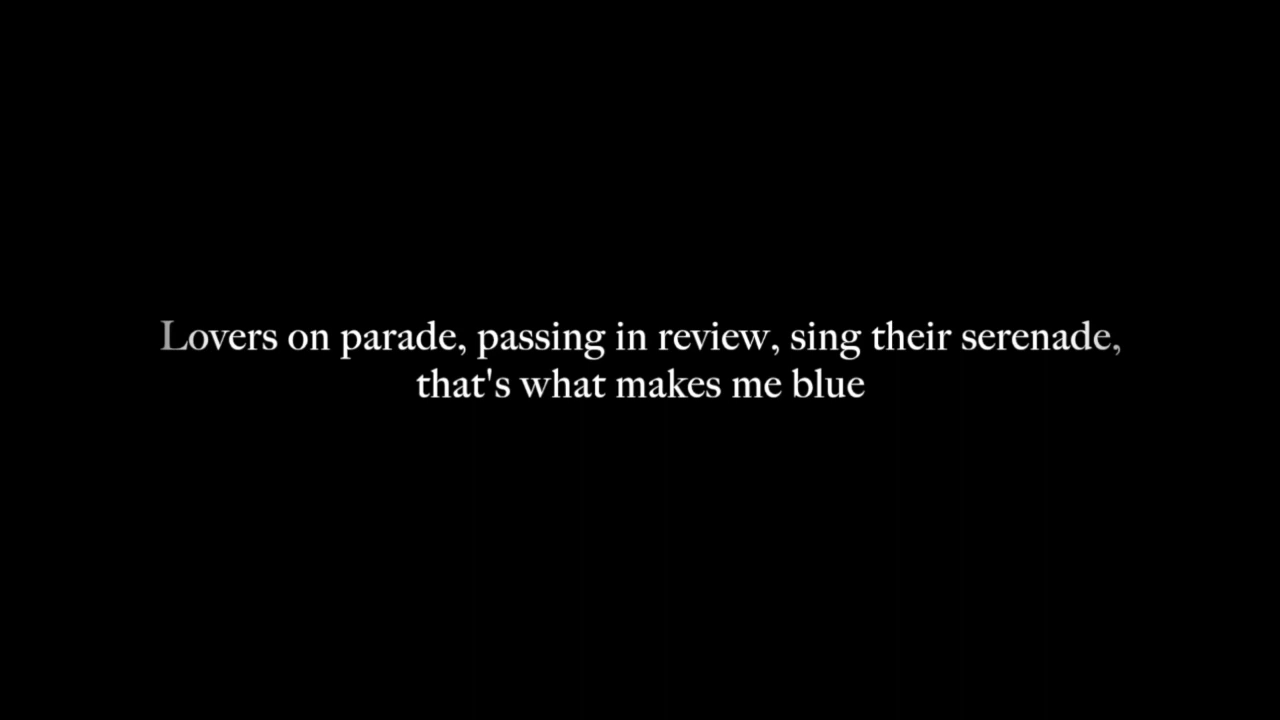 Lovers on parade, passing in review, sing their serenade,
that's what makes me blue